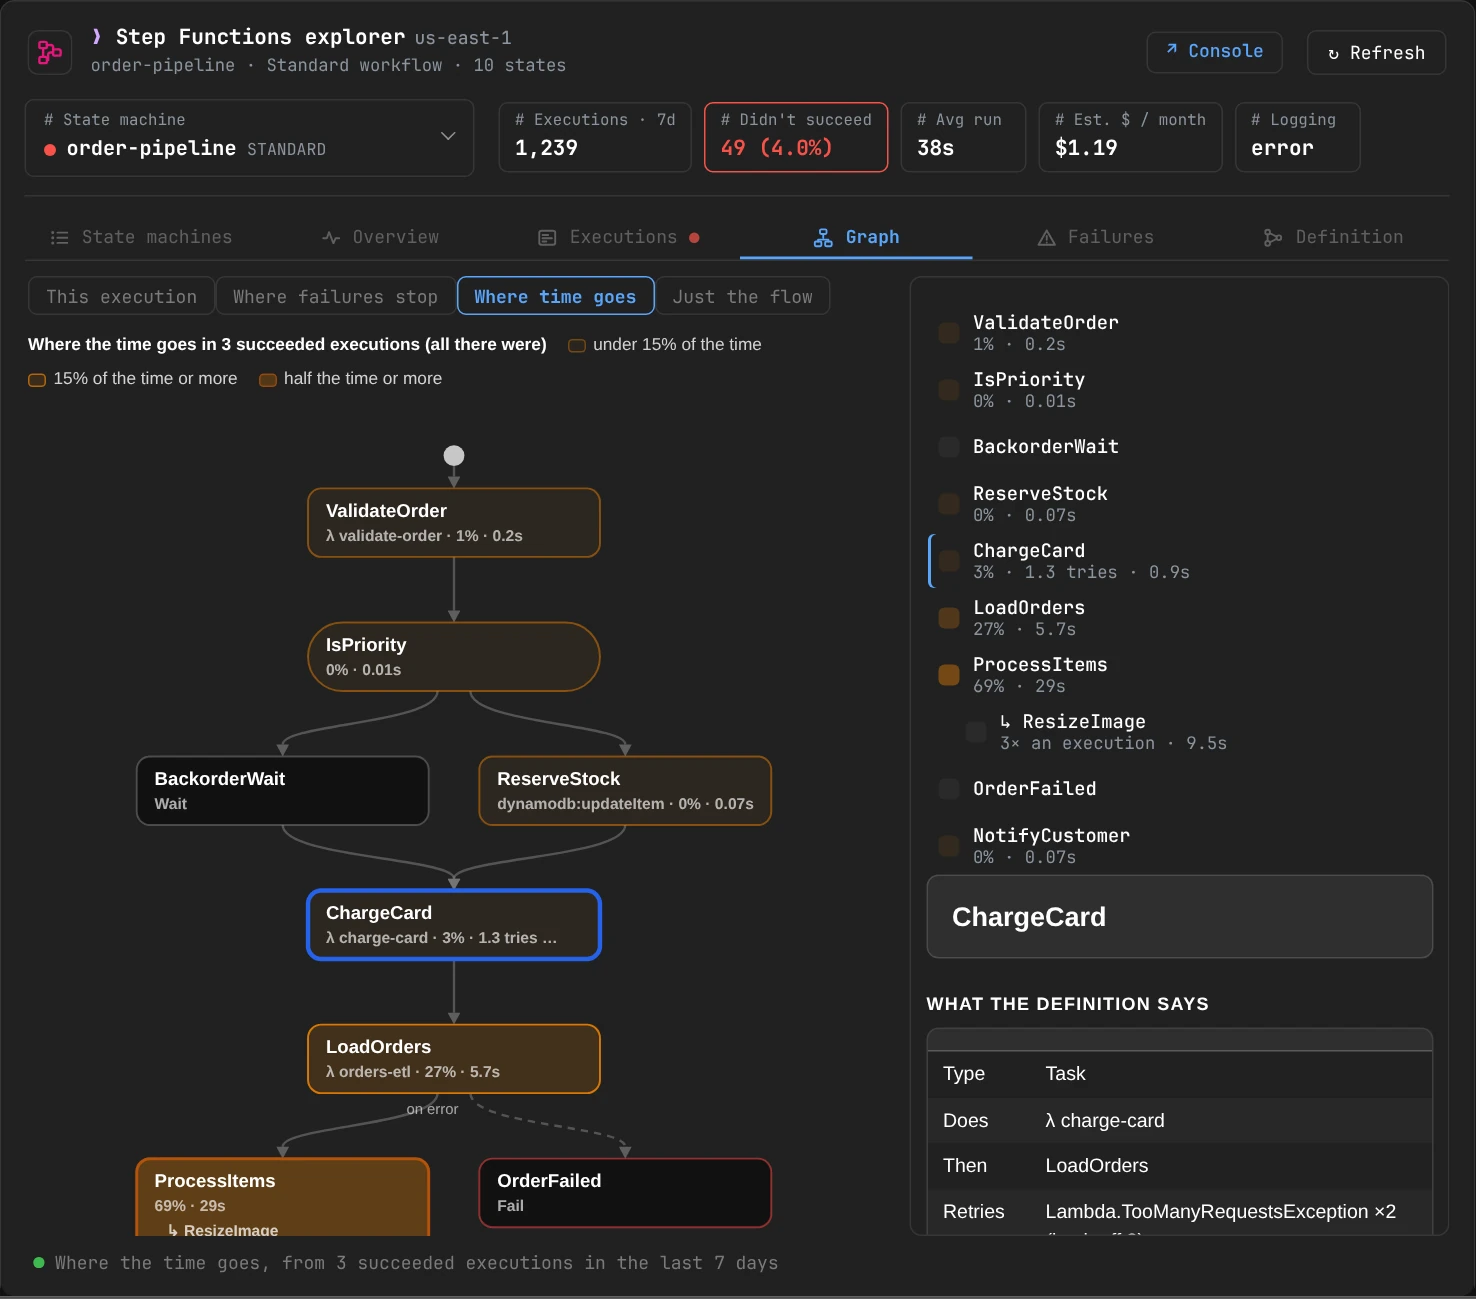 Step Functions explorer us-east-1
order-pipeline · Standard workflow · 10 states
↗ Console
↻ Refresh
# State machine
order-pipeline STANDARD
# Executions · 7d
1,239
# Didn't succeed
49 (4.0%)
# Avg run
38s
# Est. $ / month
$1.19
# Logging
error
State machines
Overview
Executions
Graph
Failures
Definition
This execution
Where failures stop
Where time goes
Just the flow
Where the time goes in 3 succeeded executions (all there were)
under 15% of the time
15% of the time or more
half the time or more
ValidateOrder
λ validate-order · 1% · 0.2s
IsPriority
0% · 0.01s
BackorderWait
Wait
ReserveStock
dynamodb:updateItem · 0% · 0.07s
ChargeCard
λ charge-card · 3% · 1.3 tries …
LoadOrders
λ orders-etl · 27% · 5.7s
on error
ProcessItems
69% · 29s
↳ ResizeImage
OrderFailed
Fail
ValidateOrder
1% · 0.2s
IsPriority
0% · 0.01s
BackorderWait
ReserveStock
0% · 0.07s
ChargeCard
3% · 1.3 tries · 0.9s
LoadOrders
27% · 5.7s
ProcessItems
69% · 29s
↳ ResizeImage
3× an execution · 9.5s
OrderFailed
NotifyCustomer
0% · 0.07s
ChargeCard
WHAT THE DEFINITION SAYS
Type Task
Does λ charge-card
Then LoadOrders
Retries Lambda.TooManyRequestsException ×2
Where the time goes, from 3 succeeded executions in the last 7 days